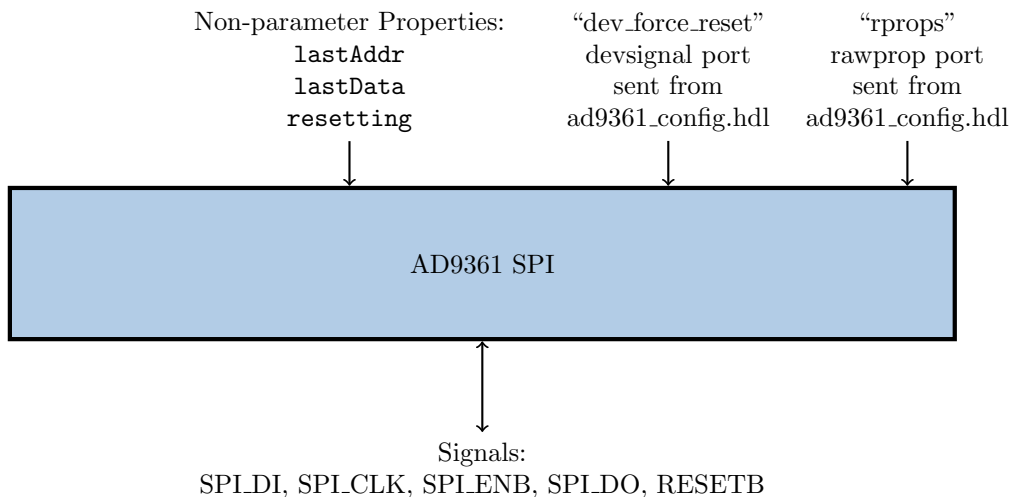 Non-parameter Properties:
lastAddr
lastData
resetting
“dev_force_reset”
devsignal port
sent from
ad9361_config.hdl
“rprops”
rawprop port
sent from
ad9361_config.hdl
AD9361 SPI
Signals:
SPI_DI, SPI_CLK, SPI_ENB, SPI_DO, RESETB